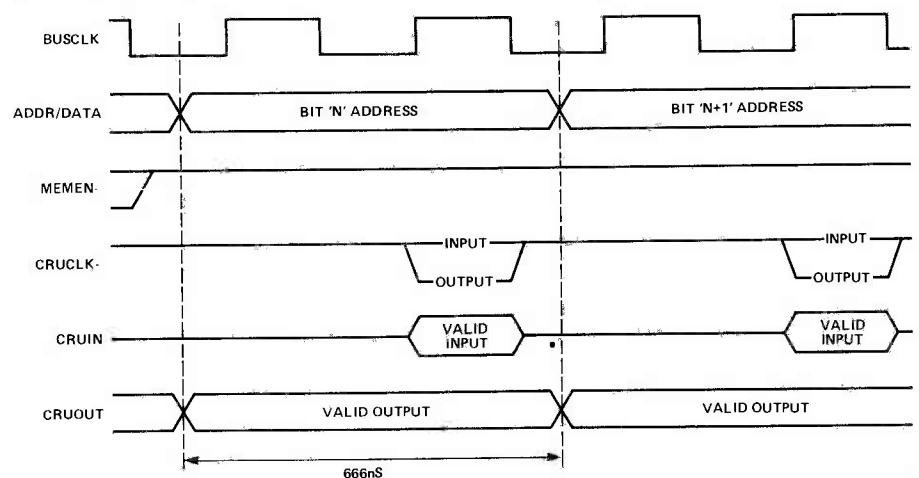 BUSCLK
ADDR/DATA
BIT 'N' ADDRESS
BIT 'N+1' ADDRESS
MEMEN-
CRUCLK-
INPUT
OUTPUT
INPUT
OUTPUT
CRUIN
VALID
INPUT
VALID
INPUT
CRUOUT
VALID OUTPUT
VALID OUTPUT
666nS